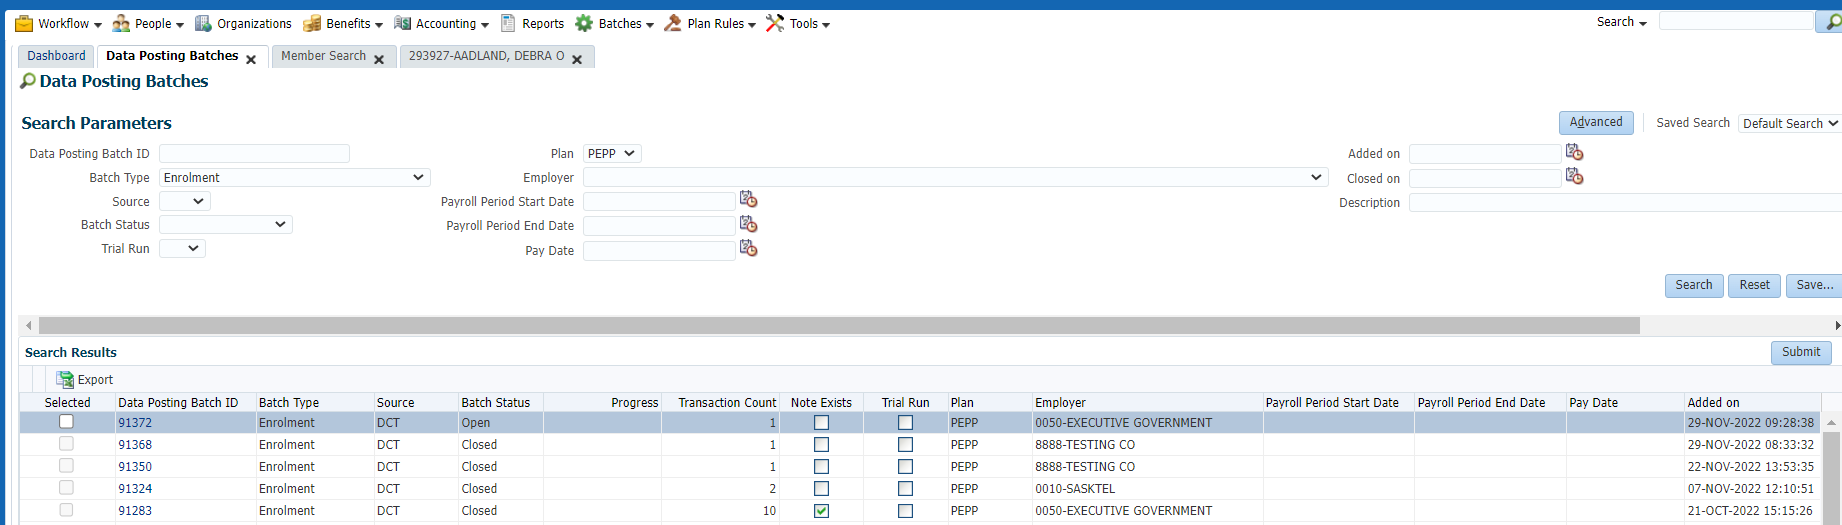 Workflow People Organizations Benefits Accounting Reports Batches Plan Rules Tools Search
Dashboard Data Posting Batches Member Search 293927-AADLAND, DEBRA O
Data Posting Batches
Search Parameters Advanced Saved Search Default Search
Data Posting Batch ID Plan PEPP Added on
Batch Type Enrolment Employer Closed on
Source Payroll Period Start Date Description
Batch Status Payroll Period End Date
Trial Run Pay Date
Search Reset Save...
Search Results Submit
Export
Selected Data Posting Batch ID Batch Type Source Batch Status Progress Transaction Count Note Exists Trial Run Plan Employer Payroll Period Start Date Payroll Period End Date Pay Date Added on
91372 Enrolment DCT Open 1 PEPP 0050-EXECUTIVE GOVERNMENT 29-NOV-2022 09:28:38
91368 Enrolment DCT Closed 1 PEPP 8888-TESTING CO 29-NOV-2022 08:33:32
91350 Enrolment DCT Closed 1 PEPP 8888-TESTING CO 22-NOV-2022 13:53:35
91324 Enrolment DCT Closed 2 PEPP 0010-SASKTEL 07-NOV-2022 12:10:51
91283 Enrolment DCT Closed 10 PEPP 0050-EXECUTIVE GOVERNMENT 21-OCT-2022 15:15:26